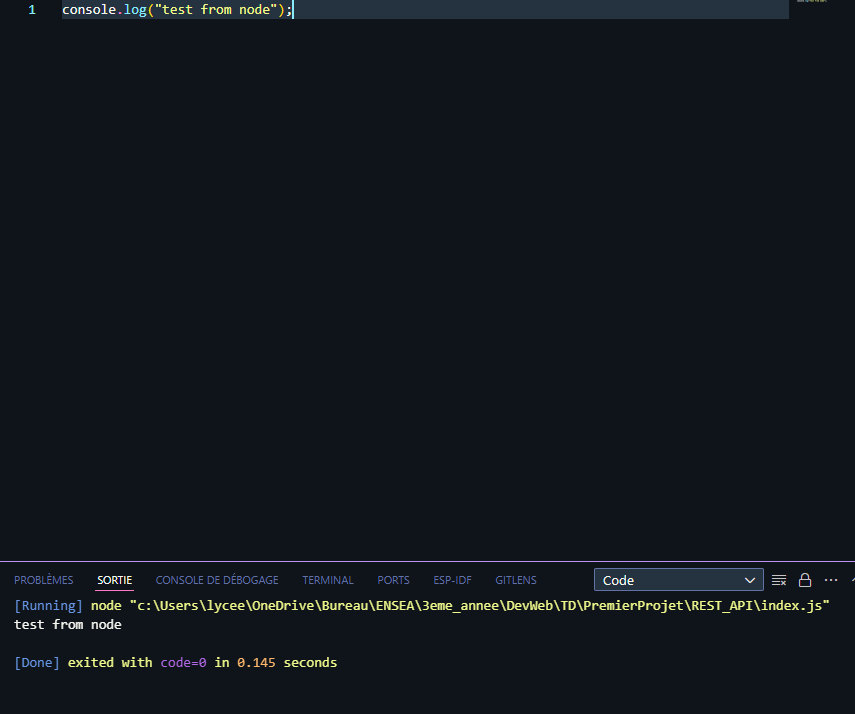 1 console.log("test from node");
PROBLÈMES SORTIE CONSOLE DE DÉBOGAGE TERMINAL PORTS ESP-IDF GITLENS Code
[Running] node "c:\Users\lycee\OneDrive\Bureau\ENSEA\3eme_annee\DevWeb\TD\PremierProjet\REST_API\index.js"
test from node
[Done] exited with code=0 in 0.145 seconds